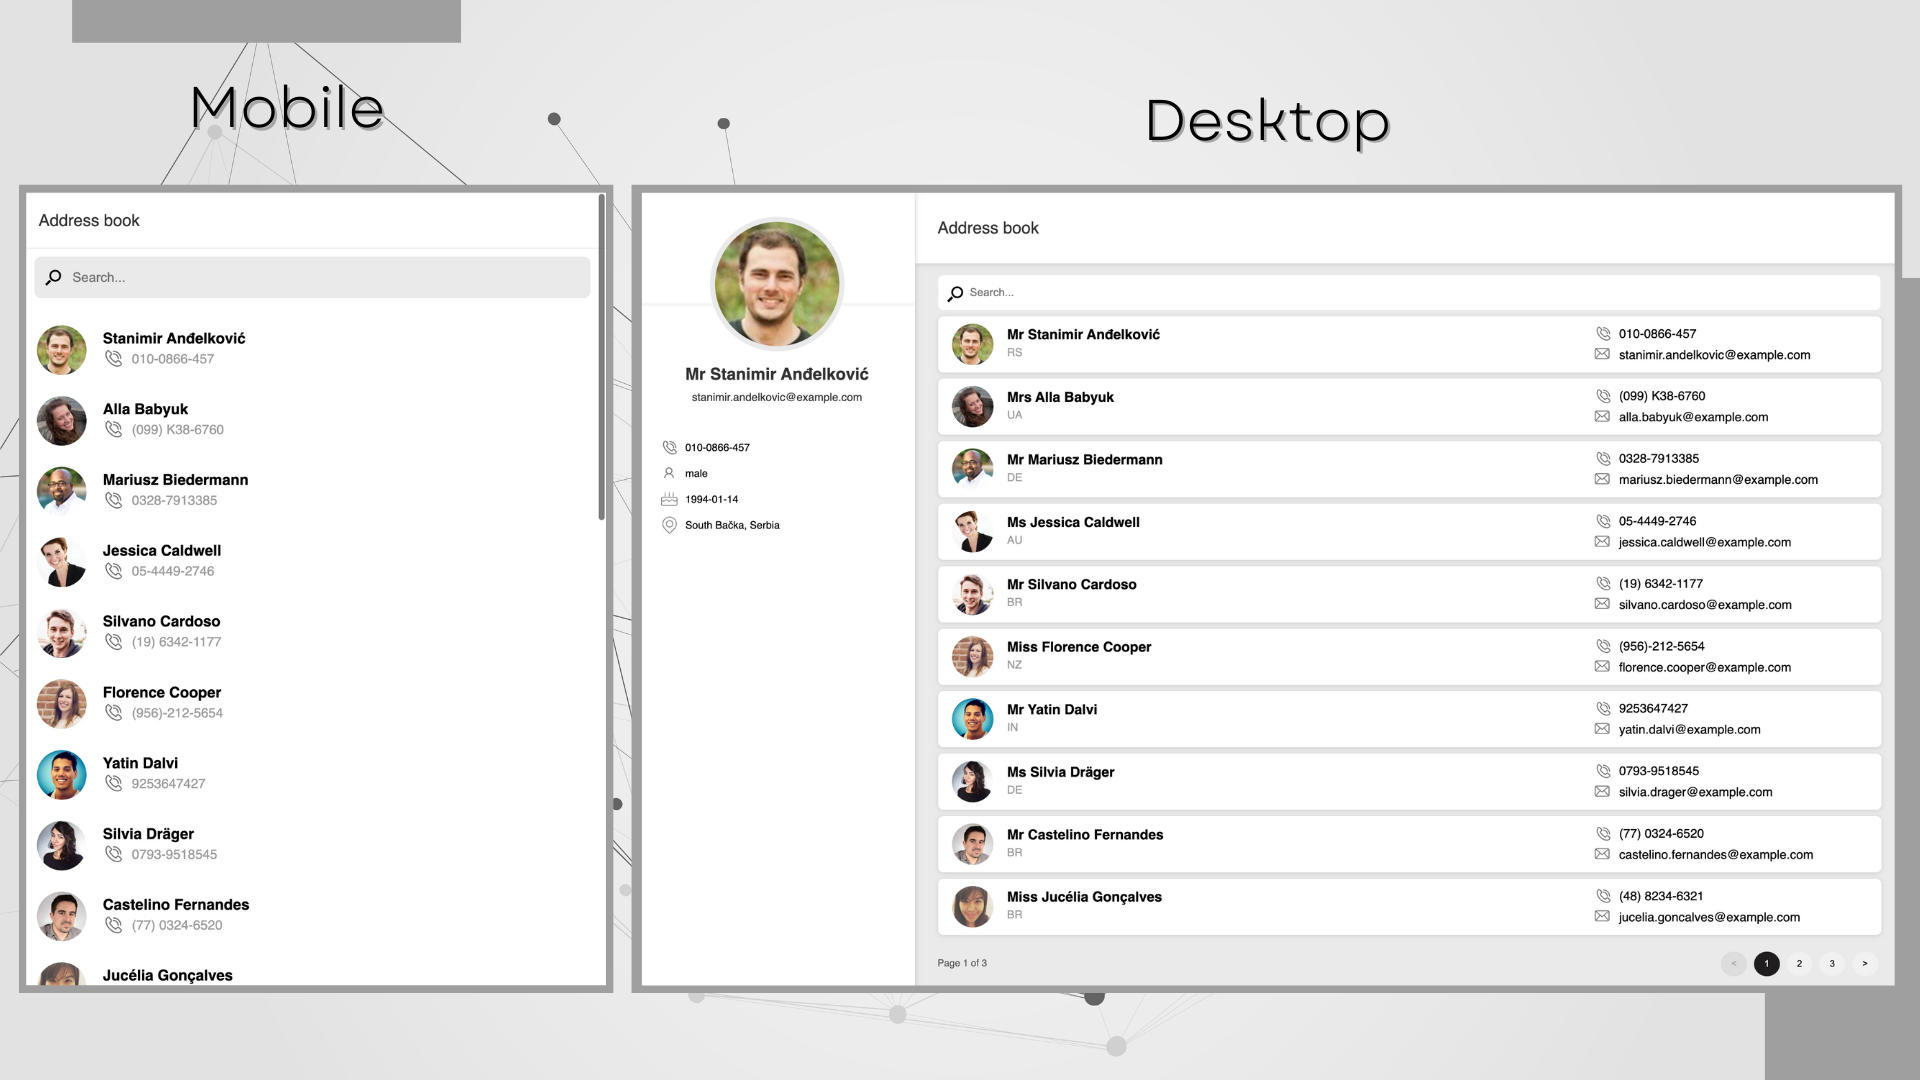 Mobile
Desktop
Address book
Search...
Stanimir Anđelković
010-0866-457
Alla Babyuk
(099) K38-6760
Mariusz Biedermann
0328-7913385
Jessica Caldwell
05-4449-2746
Silvano Cardoso
(19) 6342-1177
Florence Cooper
(956)-212-5654
Yatin Dalvi
9253647427
Silvia Dräger
0793-9518545
Castelino Fernandes
(77) 0324-6520
Jucélia Gonçalves
Mr Stanimir Anđelković
stanimir.andelkovic@example.com
010-0866-457
male
1994-01-14
South Bačka, Serbia
Address book
Search...
Mr Stanimir Anđelković
RS
010-0866-457
stanimir.andelkovic@example.com
Mrs Alla Babyuk
UA
(099) K38-6760
alla.babyuk@example.com
Mr Mariusz Biedermann
DE
0328-7913385
mariusz.biedermann@example.com
Ms Jessica Caldwell
AU
05-4449-2746
jessica.caldwell@example.com
Mr Silvano Cardoso
BR
(19) 6342-1177
silvano.cardoso@example.com
Miss Florence Cooper
NZ
(956)-212-5654
florence.cooper@example.com
Mr Yatin Dalvi
IN
9253647427
yatin.dalvi@example.com
Ms Silvia Dräger
DE
0793-9518545
silvia.drager@example.com
Mr Castelino Fernandes
BR
(77) 0324-6520
castelino.fernandes@example.com
Miss Jucélia Gonçalves
BR
(48) 8234-6321
jucelia.goncalves@example.com
Page 1 of 3
< 1 2 3 >